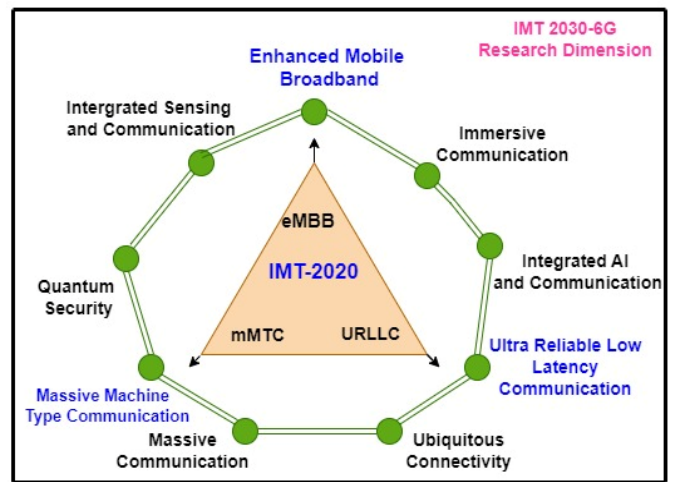 IMT 2030-6G
Research Dimension
Enhanced Mobile
Broadband
Intergrated Sensing
and Communication
Immersive
Communication
eMBB
IMT-2020
Integrated AI
and Communication
Quantum
Security
mMTC
URLLC
Ultra Reliable Low
Latency
Communication
Massive Machine
Type Communication
Massive
Communication
Ubiquitous
Connectivity